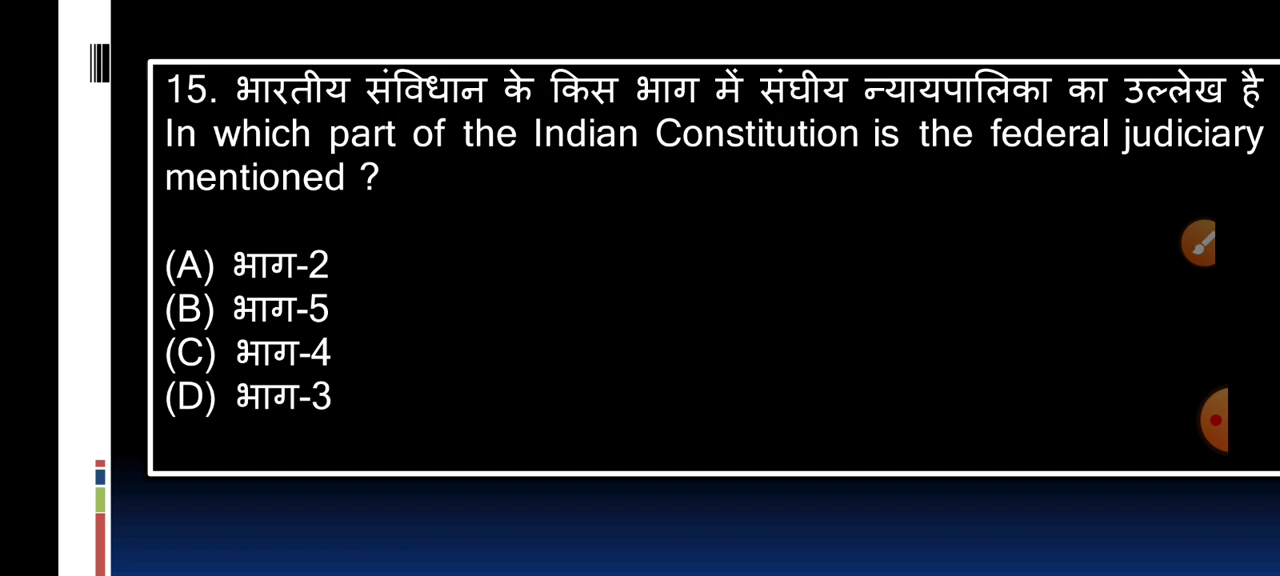 15. भारतीय संविधान के किस भाग में संघीय न्यायपालिका का उल्लेख है
In which part of the Indian Constitution is the federal judiciary
mentioned ?
(A) भाग-2
(B) भाग-5
(C) भाग-4
(D) भाग-3